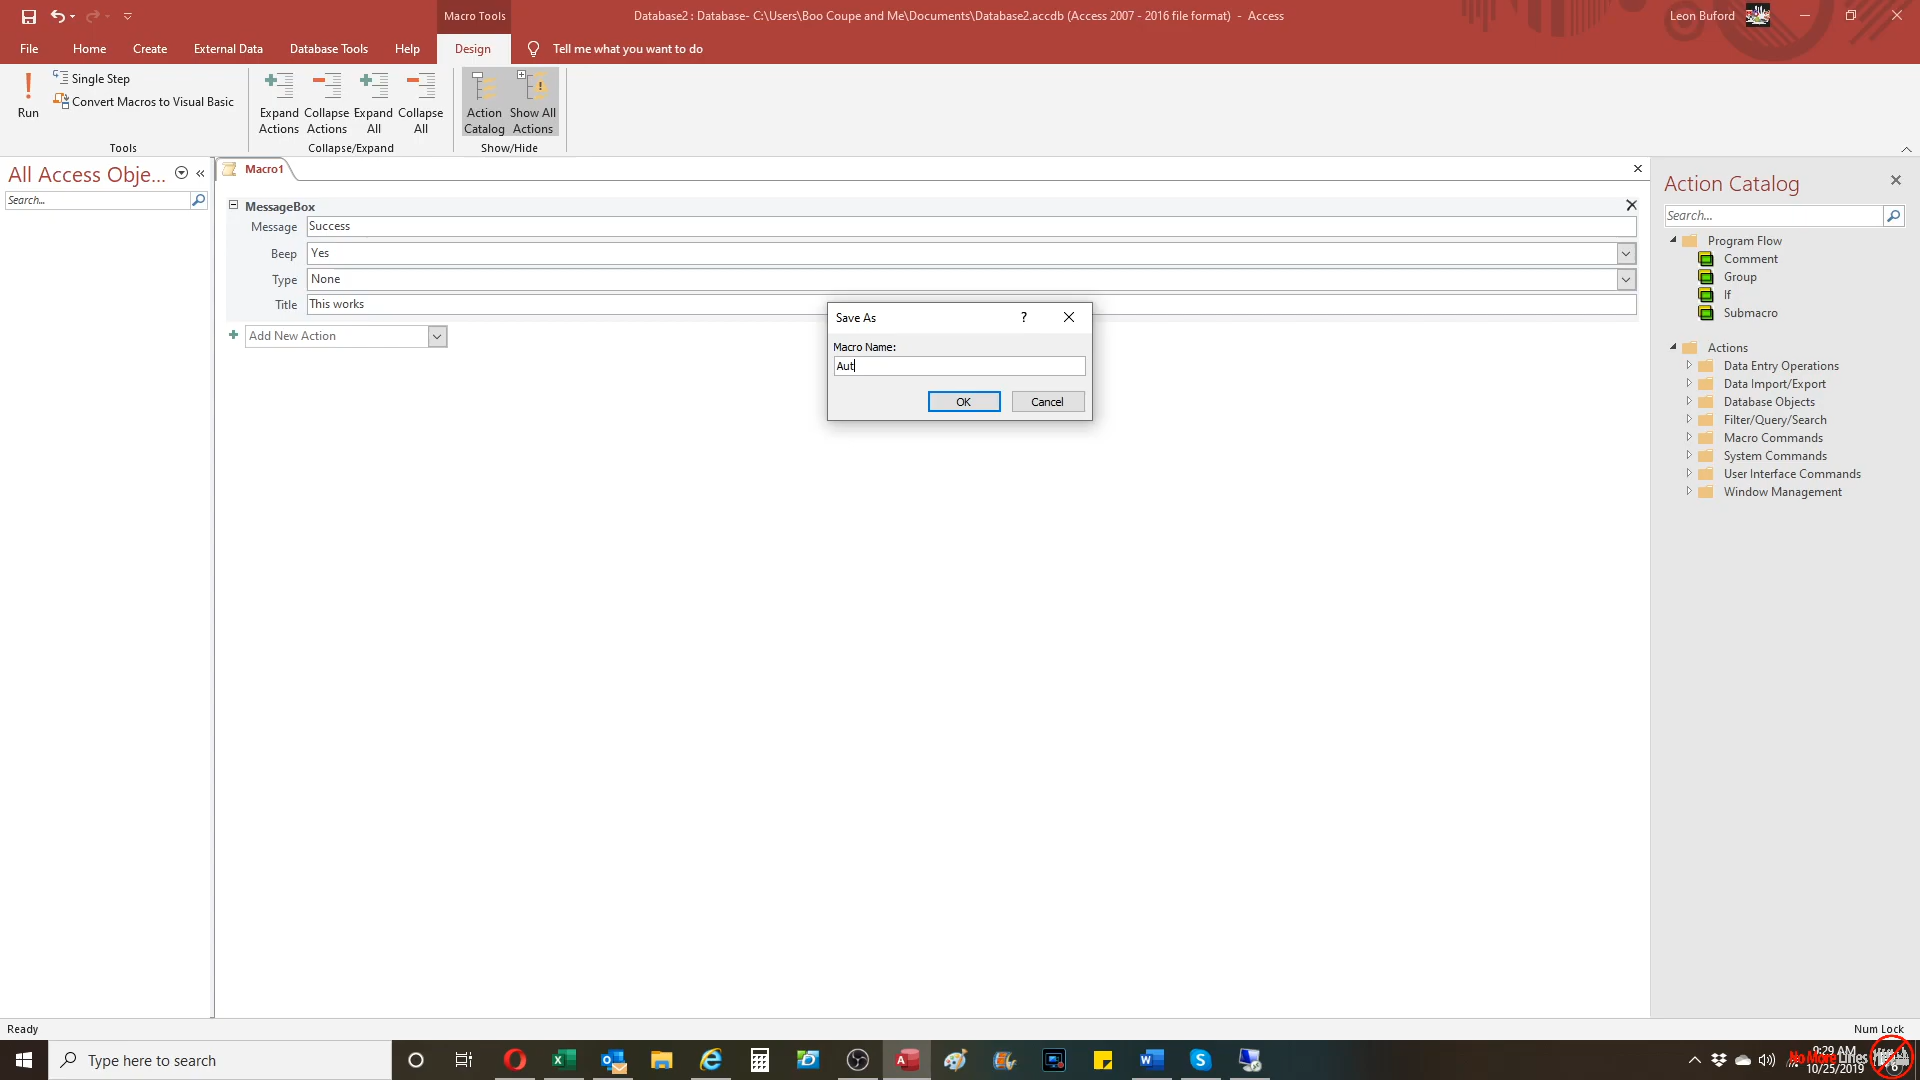 Macro Tools
Database2 : Database- C:\Users\Boo Coupe and Me\Documents\Database2.accdb (Access 2007 - 2016 file format) - Access
Leon Buford
File
Home
Create
External Data
Database Tools
Help
Design
Tell me what you want to do
Run
Single Step
Convert Macros to Visual Basic
Tools
Expand Actions
Collapse Actions
Expand All
Collapse All
Collapse/Expand
Action Catalog
Show All Actions
Show/Hide
All Access Obje...
Search...
Macro1
MessageBox
Message
Success
Beep
Yes
Type
None
Title
This works
Add New Action
Save As
?
Macro Name:
Aut
OK
Cancel
Action Catalog
Search...
Program Flow
Comment
Group
If
Submacro
Actions
Data Entry Operations
Data Import/Export
Database Objects
Filter/Query/Search
Macro Commands
System Commands
User Interface Commands
Window Management
Ready
Num Lock
Type here to search
9:29 AM
10/25/2019
No More Lines
6